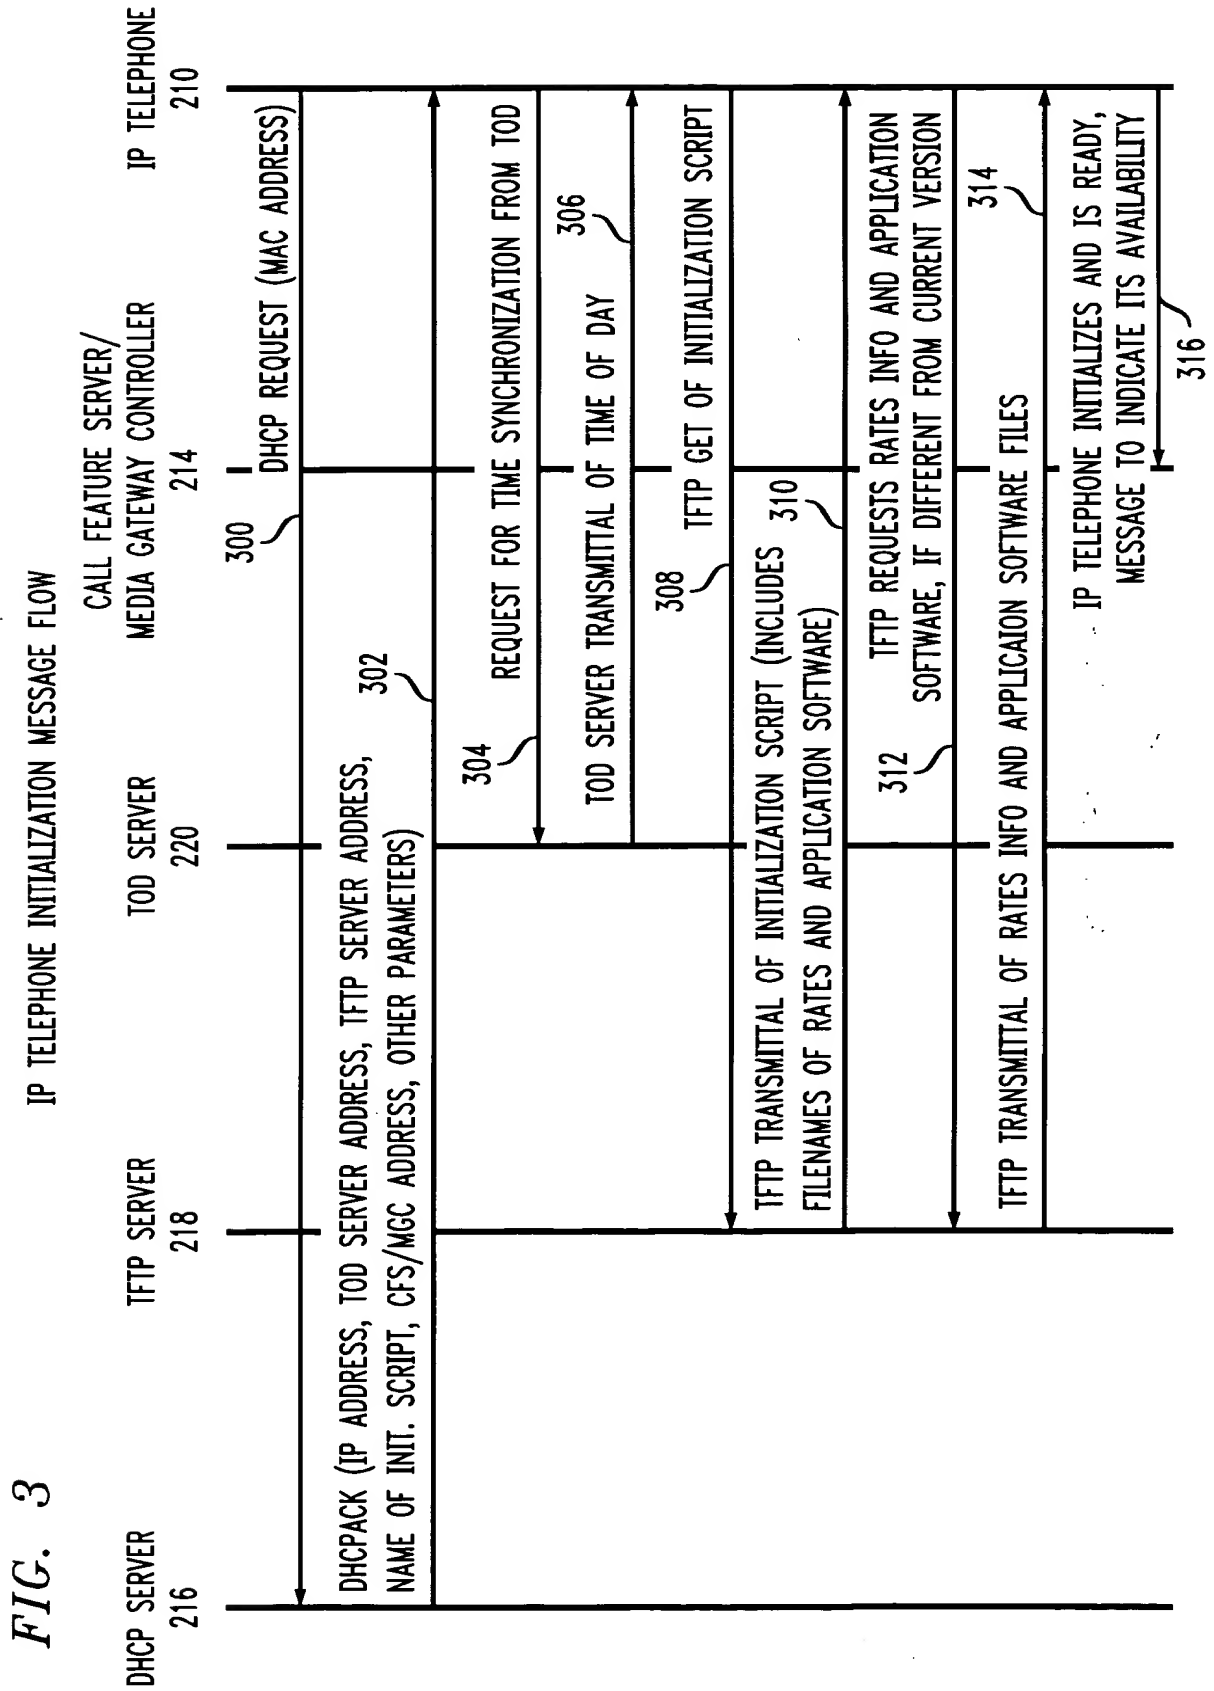 FIG. 3
IP TELEPHONE INITIALIZATION MESSAGE FLOW
DHCP SERVER
216
TFTP SERVER
218
TOD SERVER
220
CALL FEATURE SERVER/
MEDIA GATEWAY CONTROLLER
214
IP TELEPHONE
210
DHCP REQUEST (MAC ADDRESS)
300
DHCPACK (IP ADDRESS, TOD SERVER ADDRESS, TFTP SERVER ADDRESS,
NAME OF INIT. SCRIPT, CFS/MGC ADDRESS, OTHER PARAMETERS)
302
REQUEST FOR TIME SYNCHRONIZATION FROM TOD
304
TOD SERVER TRANSMITTAL OF TIME OF DAY
306
TFTP GET OF INITIALIZATION SCRIPT
308
TFTP TRANSMITTAL OF INITIALIZATION SCRIPT (INCLUDES
FILENAMES OF RATES AND APPLICATION SOFTWARE)
310
TFTP REQUESTS RATES INFO AND APPLICATION
SOFTWARE, IF DIFFERENT FROM CURRENT VERSION
312
TFTP TRANSMITTAL OF RATES INFO AND APPLICAION SOFTWARE FILES
314
IP TELEPHONE INITIALIZES AND IS READY,
MESSAGE TO INDICATE ITS AVAILABILITY
316